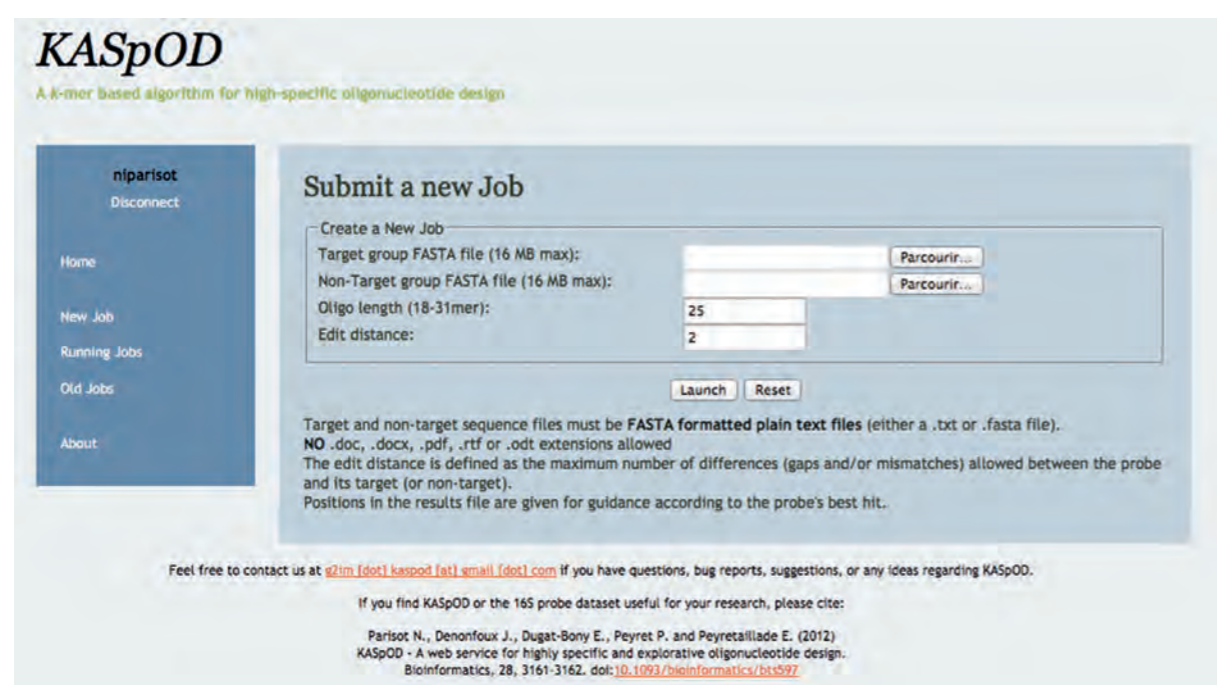 KASpOD
A k-mer based algorithm for high-specific oligonucleotide design
niparisot
Disconnect
Home
New Job
Running Jobs
Old Jobs
About
Submit a new Job
Create a New Job
Target group FASTA file (16 MB max):
Parcourir...
Non-Target group FASTA file (16 MB max):
Parcourir...
Oligo length (18-31mer):
25
Edit distance:
2
Launch Reset
Target and non-target sequence files must be FASTA formatted plain text files (either a .txt or .fasta file).
NO .doc, .docx, .pdf, .rtf or .odt extensions allowed
The edit distance is defined as the maximum number of differences (gaps and/or mismatches) allowed between the probe
and its target (or non-target).
Positions in the results file are given for guidance according to the probe's best hit.
Feel free to contact us at g2im [dot] kaspod [at] gmail [dot] com if you have questions, bug reports, suggestions, or any ideas regarding KASpOD.
If you find KASpOD or the 16S probe dataset useful for your research, please cite:
Parisot N., Denonfoux J., Dugat-Bony E., Peyret P. and Peyretaillade E. (2012)
KASpOD - A web service for highly specific and explorative oligonucleotide design.
Bioinformatics, 28, 3161-3162. doi:10.1093/bioinformatics/bts597